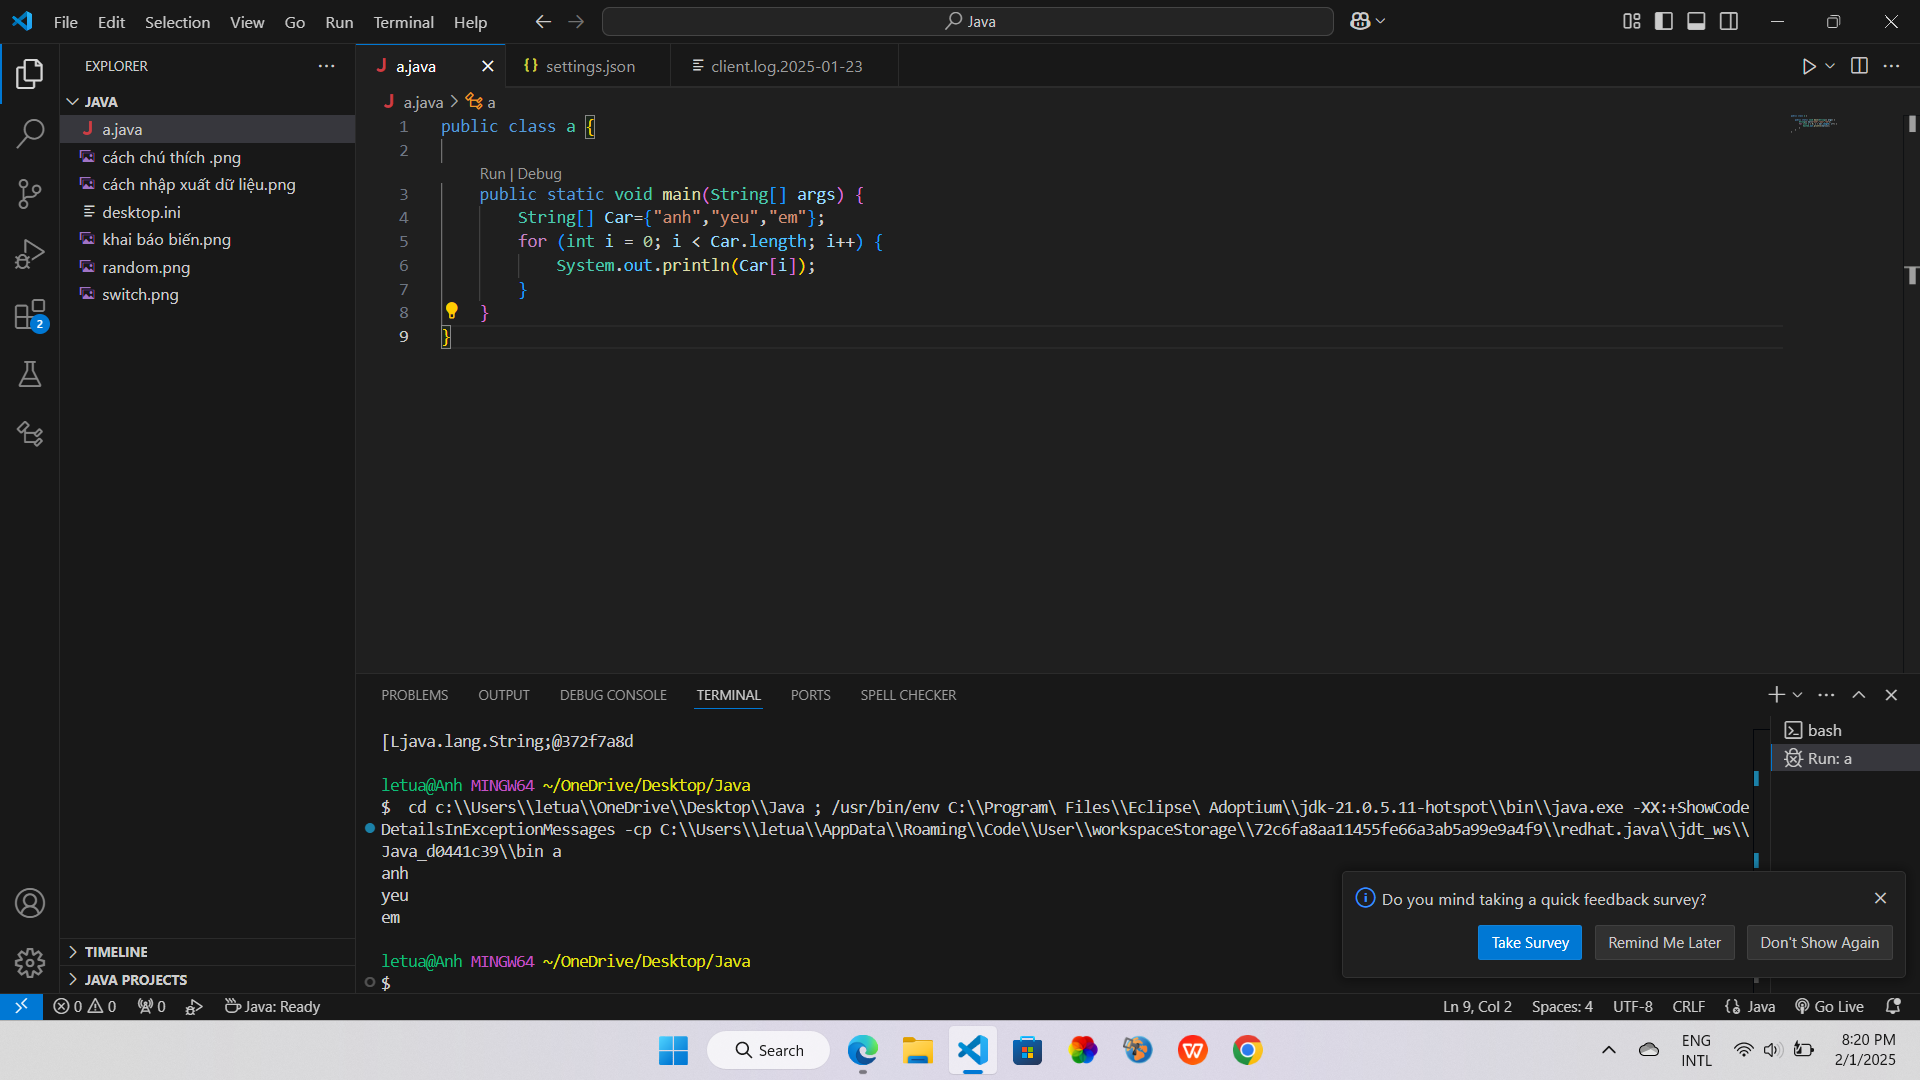 File Edit Selection View Go Run Terminal Help
Java
EXPLORER
JAVA
a.java
cách chú thích .png
cách nhập xuất dữ liệu.png
desktop.ini
khai báo biến.png
random.png
switch.png
2
TIMELINE
JAVA PROJECTS
a.java settings.json client.log.2025-01-23
a.java > a
1 public class a {
2
Run | Debug
3 public static void main(String[] args) {
4 String[] Car={"anh","yeu","em"};
5 for (int i = 0; i < Car.length; i++) {
6 System.out.println(Car[i]);
7 }
8 }
9 }
PROBLEMS OUTPUT DEBUG CONSOLE TERMINAL PORTS SPELL CHECKER
[Ljava.lang.String;@372f7a8d
letua@Anh MINGW64 ~/OneDrive/Desktop/Java
$ cd c:\\Users\\letua\\OneDrive\\Desktop\\Java ; /usr/bin/env C:\\Program\ Files\\Eclipse\ Adoptium\\jdk-21.0.5.11-hotspot\\bin\\java.exe -XX:+ShowCode
DetailsInExceptionMessages -cp C:\\Users\\letua\\AppData\\Roaming\\Code\\User\\workspaceStorage\\72c6fa8aa11455fe66a3ab5a99e9a4f9\\redhat.java\\jdt_ws\\
Java_d0441c39\\bin a
anh
yeu
em
letua@Anh MINGW64 ~/OneDrive/Desktop/Java
$
bash
Run: a
Do you mind taking a quick feedback survey?
Take Survey Remind Me Later Don't Show Again
0 0 0 Java: Ready Ln 9, Col 2 Spaces: 4 UTF-8 CRLF Java Go Live
Search
ENG
INTL
8:20 PM
2/1/2025